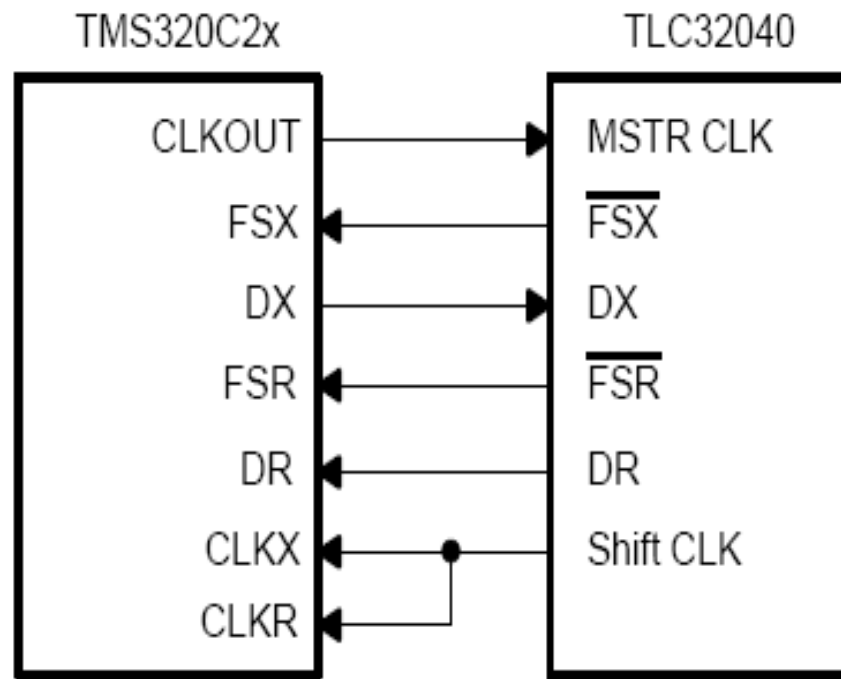 TMS320C2x TLC32040
CLKOUT MSTR CLK
FSX FSX
DX DX
FSR FSR
DR DR
CLKX Shift CLK
CLKR